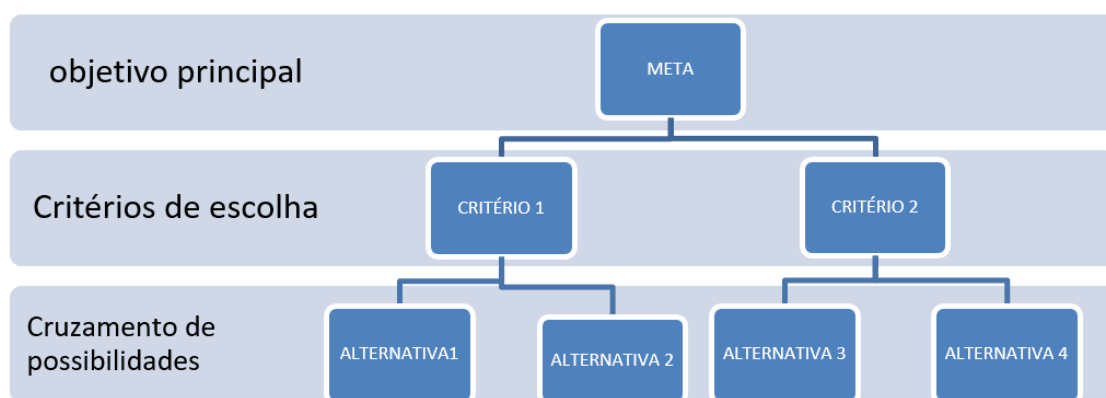 objetivo principal
META
Critérios de escolha
CRITÉRIO 1
CRITÉRIO 2
Cruzamento de
possibilidades
ALTERNATIVA1
ALTERNATIVA 2
ALTERNATIVA 3
ALTERNATIVA 4